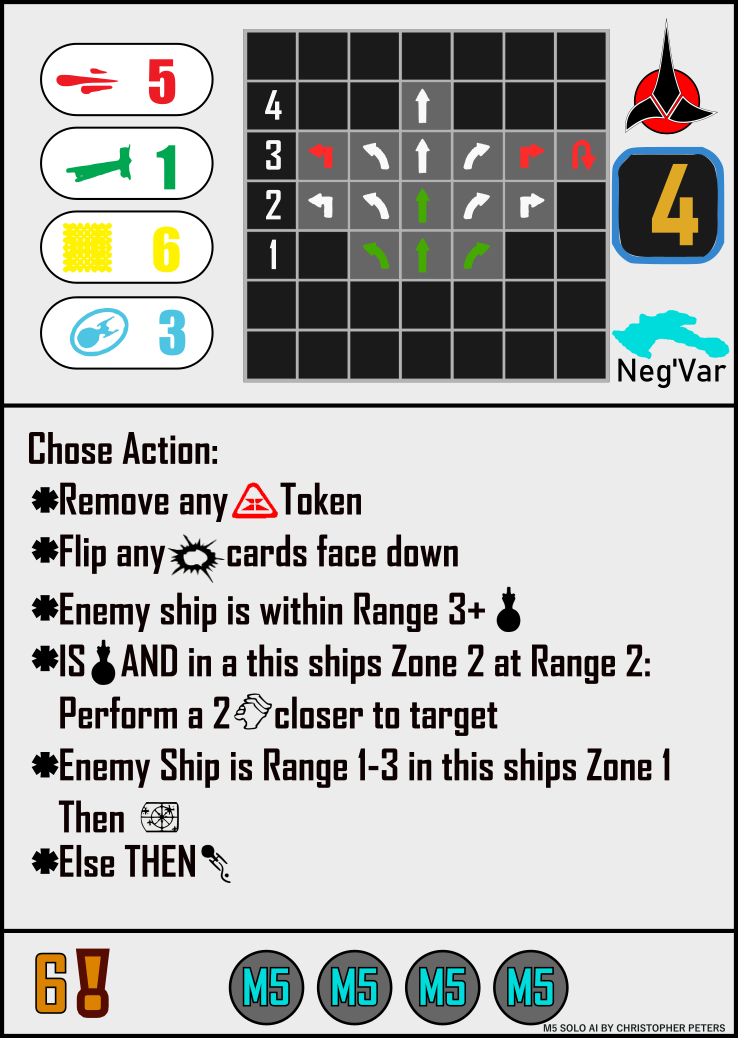 5
1
6
3
4
3
2
1
4
Neg'Var
Chose Action:
Remove any Token
Flip any cards face down
Enemy ship is within Range 3+
IS AND in a this ships Zone 2 at Range 2:
Perform a 2 closer to target
Enemy Ship is Range 1-3 in this ships Zone 1
Then
Else THEN
6!
M5 M5 M5 M5
M5 SOLO AI BY CHRISTOPHER PETERS